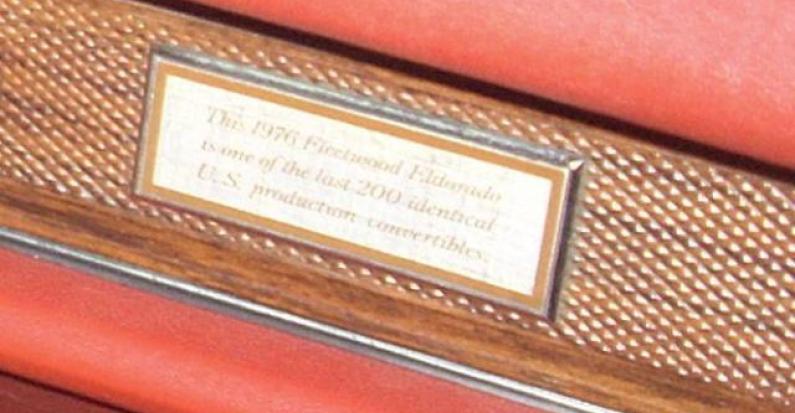 This 1976 Fleetwood Eldorado
is one of the last 200 identical
U.S. production convertibles.